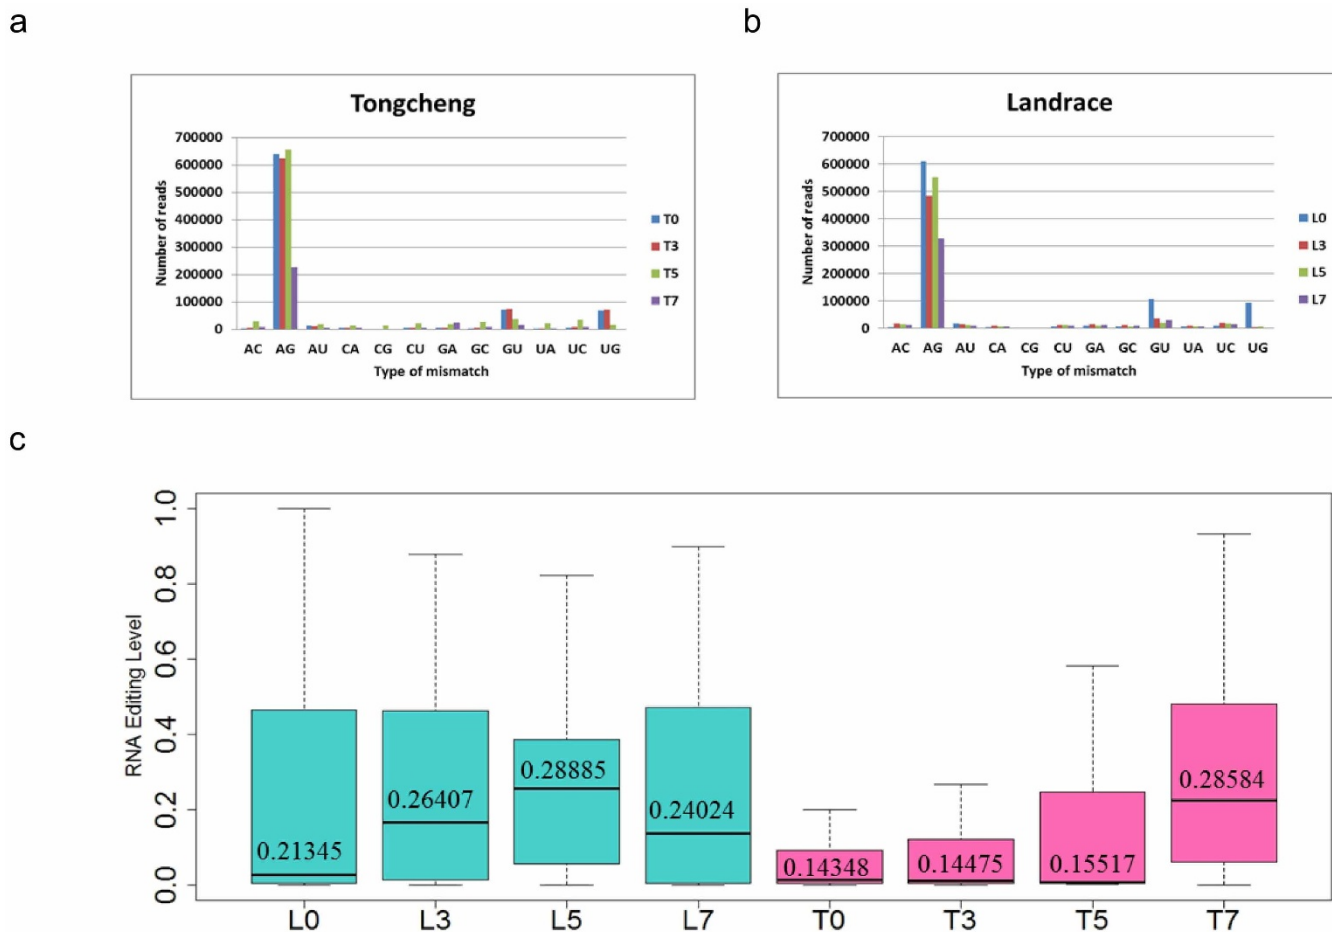 a
Tongcheng
700000
600000
500000
400000
300000
200000
100000
0
Number of reads
AC AG AU CA CG CU GA GC GU UA UC UG
Type of mismatch
T0
T3
T5
T7
b
Landrace
700000
600000
500000
400000
300000
200000
100000
0
Number of reads
AC AG AU CA CG CU GA GC GU UA UC UG
Type of mismatch
L0
L3
L5
L7
c
RNA Editing Level
1.0
0.8
0.6
0.4
0.2
0.0
0.21345
0.26407
0.28885
0.24024
0.14348
0.14475
0.15517
0.28584
L0 L3 L5 L7 T0 T3 T5 T7